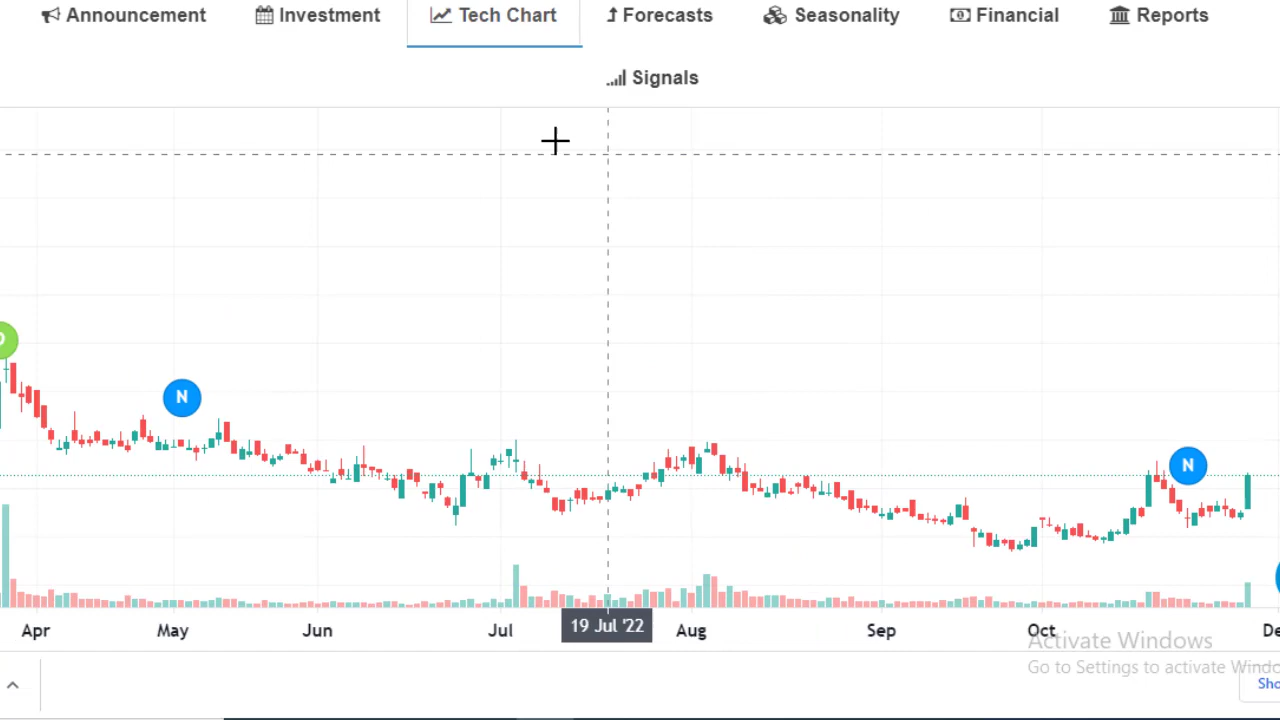 Announcement Investment Tech Chart Forecasts Seasonality Financial Reports
Signals
N
N
Apr May Jun Jul 19 Jul '22 Aug Sep Oct
Activate Windows
Go to Settings to activate Windo
Sho